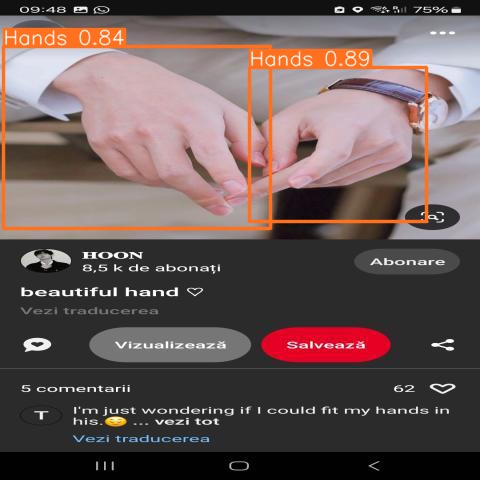 09:48
75%
Hands 0.84
Hands 0.89
HOON
8,5 k de abonați
Abonare
beautiful hand ♡
Vezi traducerea
Vizualizează
Salvează
5 comentarii
62
T
I'm just wondering if I could fit my hands in
his.😏 ... vezi tot
Vezi traducerea